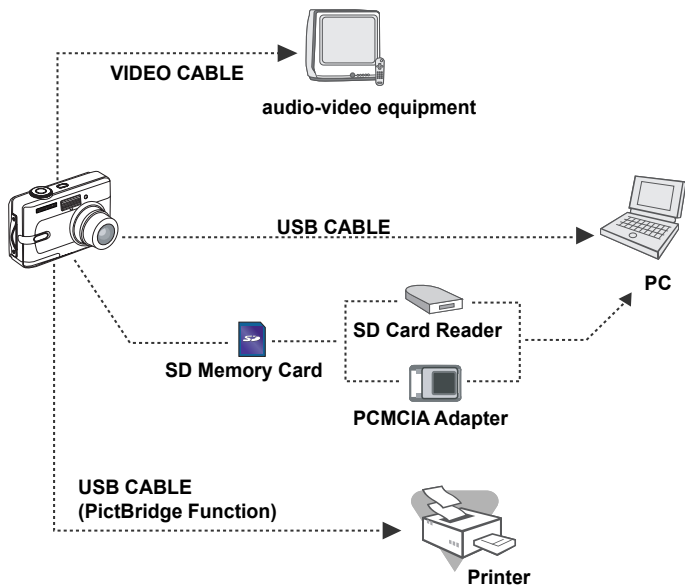 VIDEO CABLE
audio-video equipment
USB CABLE
PC
SD Card Reader
SD Memory Card
PCMCIA Adapter
USB CABLE
(PictBridge Function)
Printer